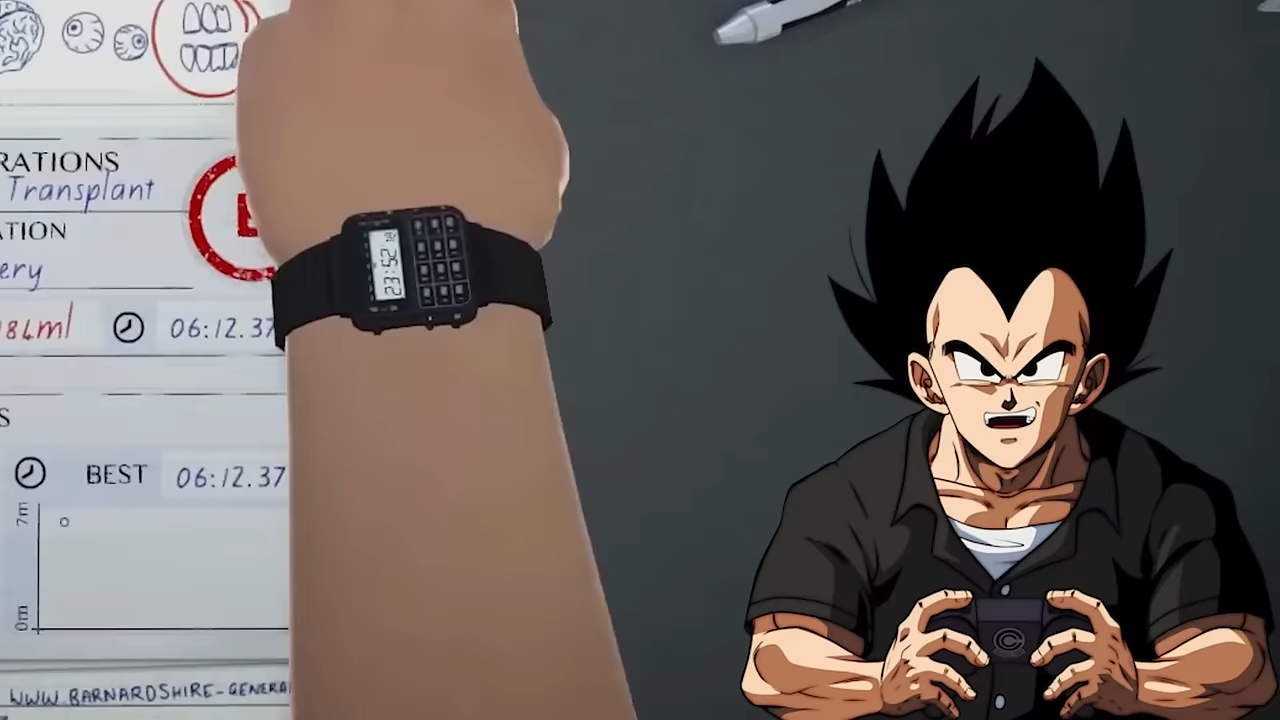 RATIONS
Transplant
ATION
ery
84ml 06:12.37
23:52
S
BEST 06:12.37
7m
0m
WWW.BARNARDSHIRE-GENERA